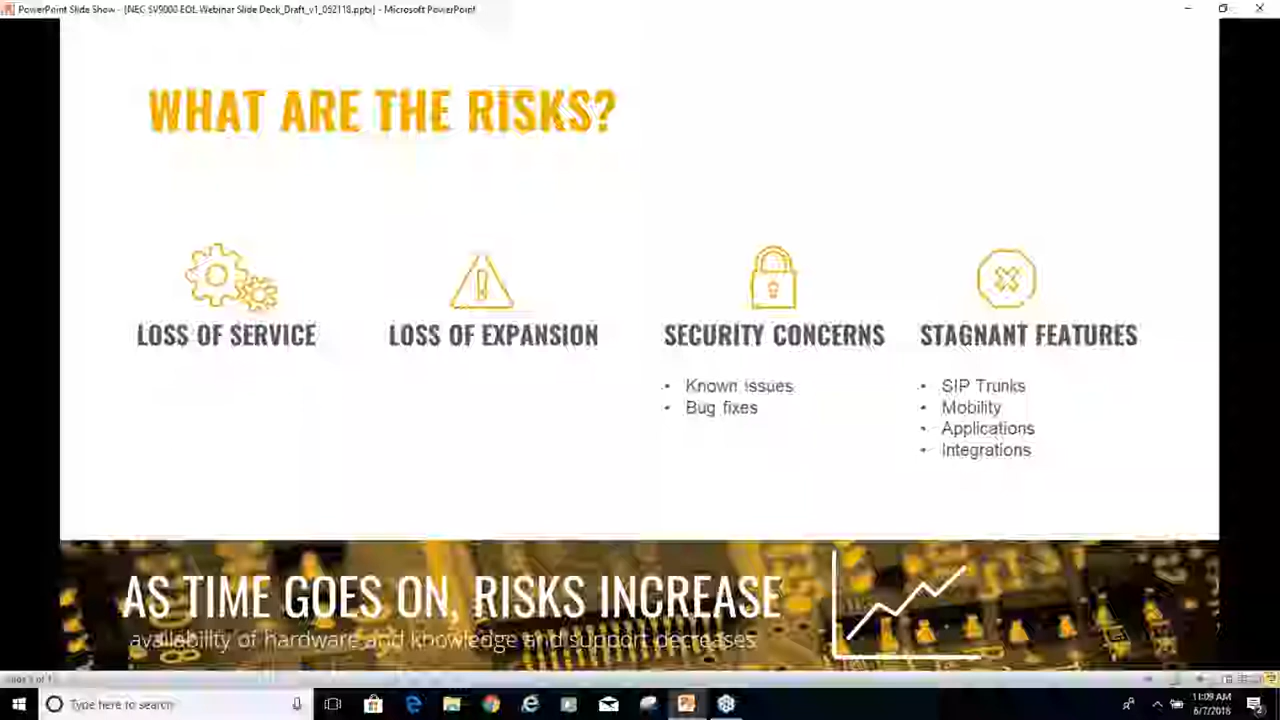 PowerPoint Slide Show - [NEC SV9000 EOL Webinar Slide Deck_Draft_v1_052118.pptx] - Microsoft PowerPoint
WHAT ARE THE RISKS?
LOSS OF SERVICE
LOSS OF EXPANSION
SECURITY CONCERNS
• Known issues
• Bug fixes
STAGNANT FEATURES
• SIP Trunks
• Mobility
• Applications
• Integrations
AS TIME GOES ON, RISKS INCREASE
availability of hardware and knowledge and support decreases
Type here to search
11:09 AM
6/7/2018